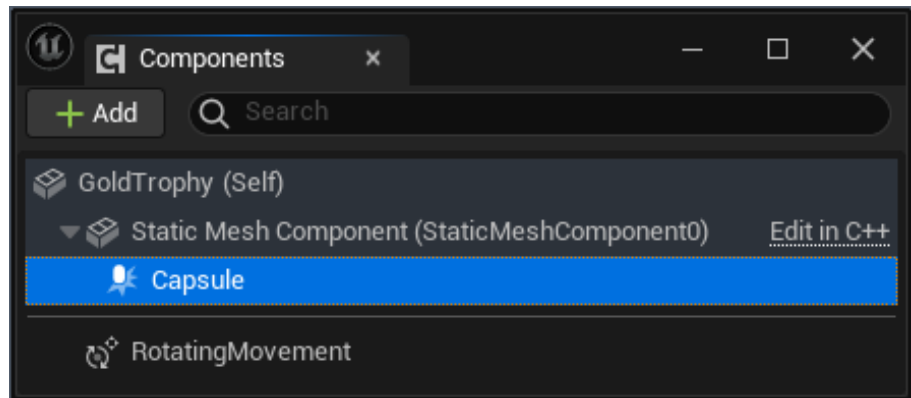 Components
+ Add
Search
GoldTrophy (Self)
Static Mesh Component (StaticMeshComponent0) Edit in C++
Capsule
RotatingMovement